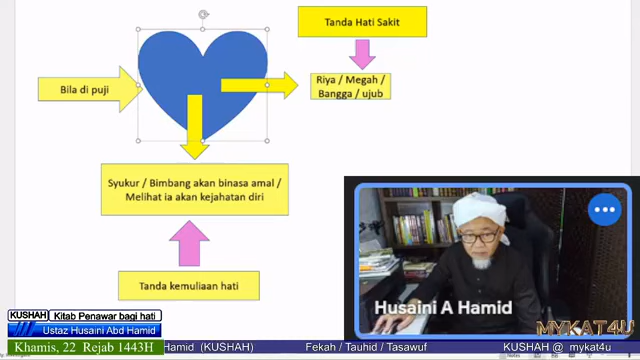 Tanda Hati Sakit
Riya / Megah /
Bangga / ujub
Bila di puji
Syukur / Bimbang akan binasa amal /
Melihat ia akan kejahatan diri
Tanda kemuliaan hati
Husaini A Hamid
MYKAT4U
KUSHAH Kitab Penawar bagi hati
Ustaz Husaini Abd Hamid
Khamis, 22 Rejab 1443H
Hamid (KUSHAH) Fekah / Tauhid / Tasawuf KUSHAH @ mykat4u